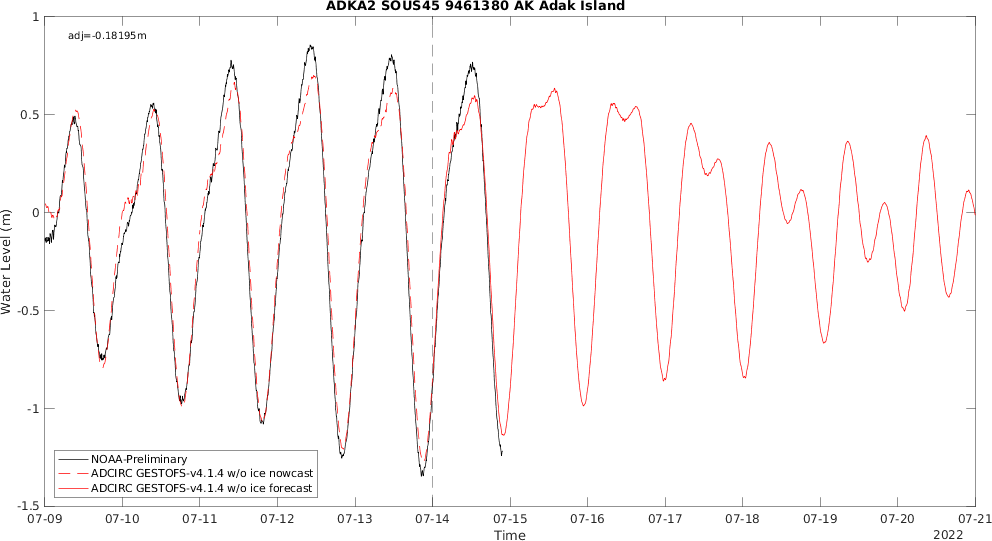 ADKA2 SOUS45 9461380 AK Adak Island
adj=-0.18195m
1
0.5
0
-0.5
-1
-1.5
Water Level (m)
NOAA-Preliminary
ADCIRC GESTOFS-v4.1.4 w/o ice nowcast
ADCIRC GESTOFS-v4.1.4 w/o ice forecast
07-09 07-10 07-11 07-12 07-13 07-14 07-15 07-16 07-17 07-18 07-19 07-20 07-21
Time
2022